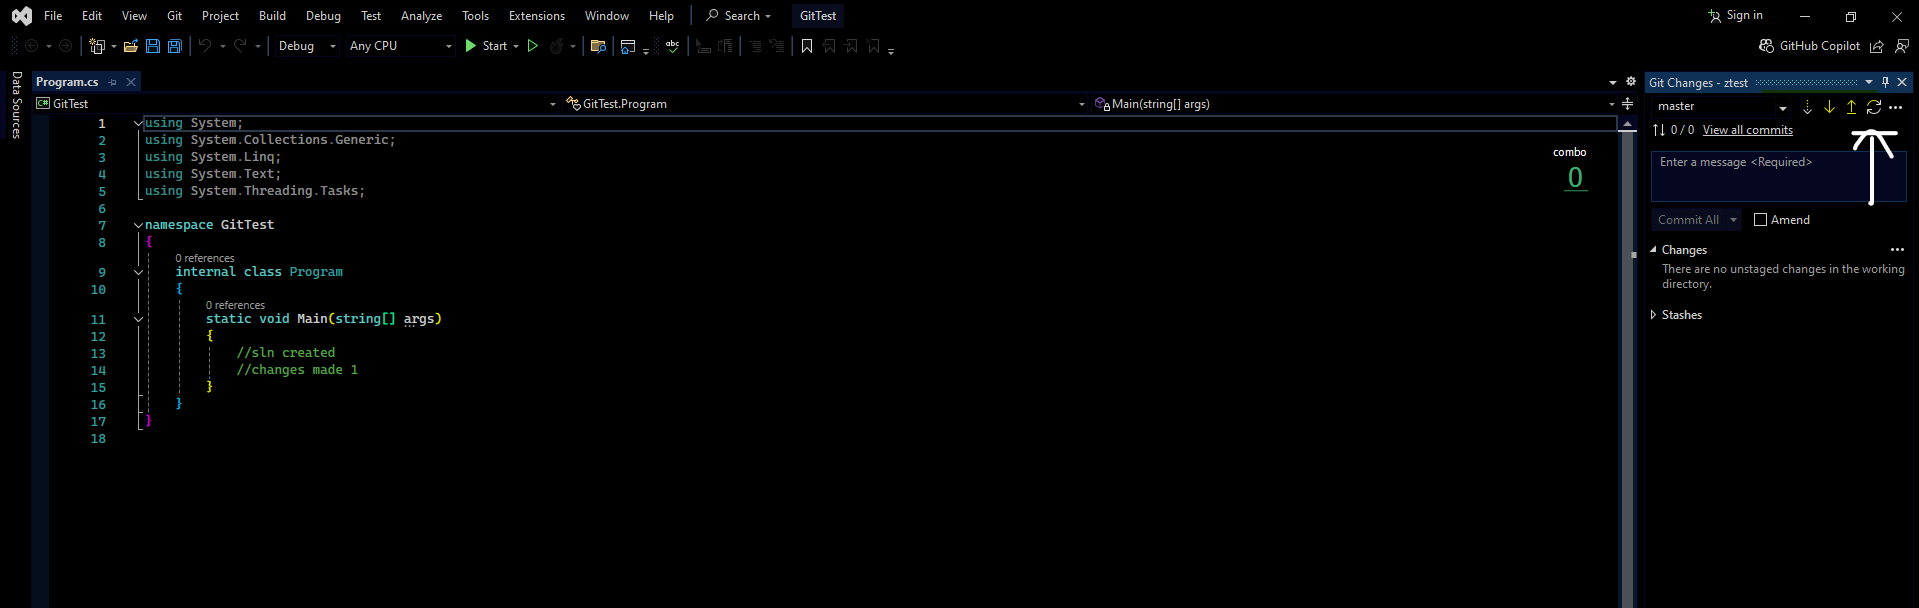 File Edit View Git Project Build Debug Test Analyze Tools Extensions Window Help Search GitTest Sign in
Debug Any CPU Start abc GitHub Copilot
Data Sources
Program.cs
Git Changes - ztest
C# GitTest GitTest.Program Main(string[] args)
master
0 / 0 View all commits
Enter a message <Required>
Commit All Amend
Changes
There are no unstaged changes in the working
directory.
Stashes
combo
0
1 using System;
2 using System.Collections.Generic;
3 using System.Linq;
4 using System.Text;
5 using System.Threading.Tasks;
6
7 namespace GitTest
8 {
0 references
9 internal class Program
10 {
0 references
11 static void Main(string[] args)
12 {
13 //sln created
14 //changes made 1
15 }
16 }
17 }
18